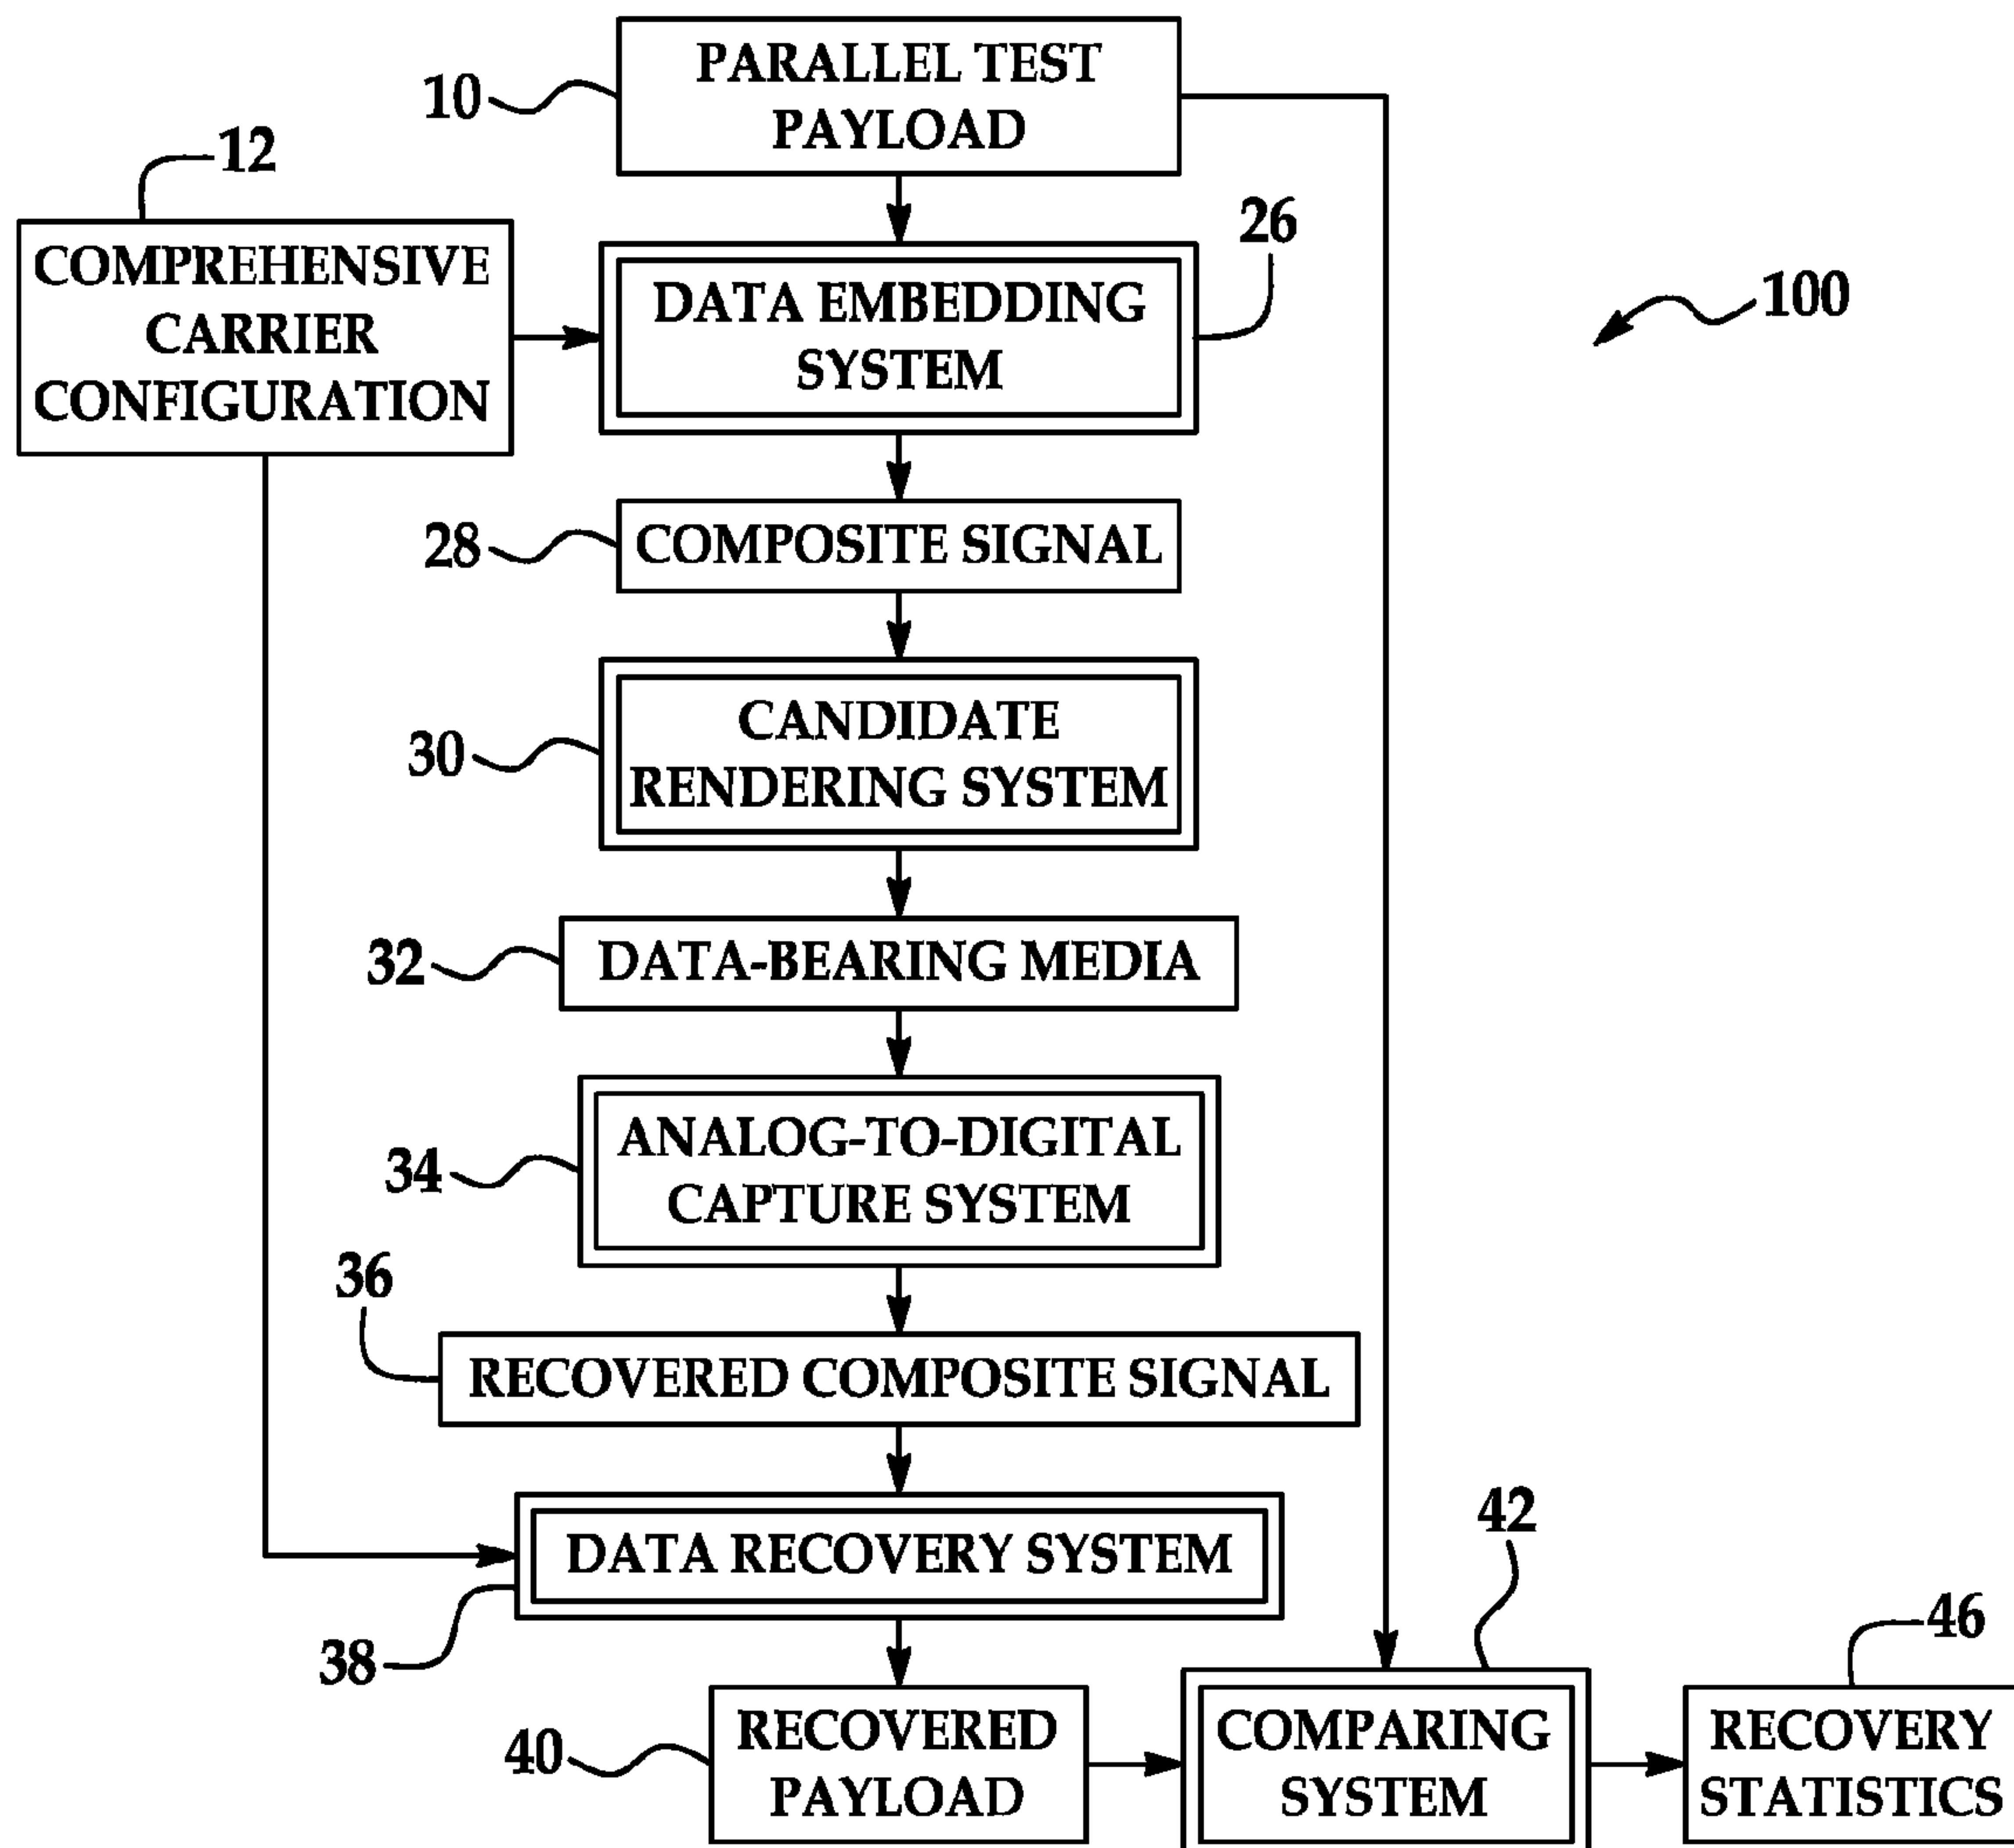 PARALLEL TEST
PAYLOAD
10
12
COMPREHENSIVE
CARRIER
CONFIGURATION
DATA EMBEDDING
SYSTEM
26
100
28
COMPOSITE SIGNAL
30
CANDIDATE
RENDERING SYSTEM
32
DATA-BEARING MEDIA
34
ANALOG-TO-DIGITAL
CAPTURE SYSTEM
36
RECOVERED COMPOSITE SIGNAL
DATA RECOVERY SYSTEM
38
42
46
40
RECOVERED
PAYLOAD
COMPARING
SYSTEM
RECOVERY
STATISTICS